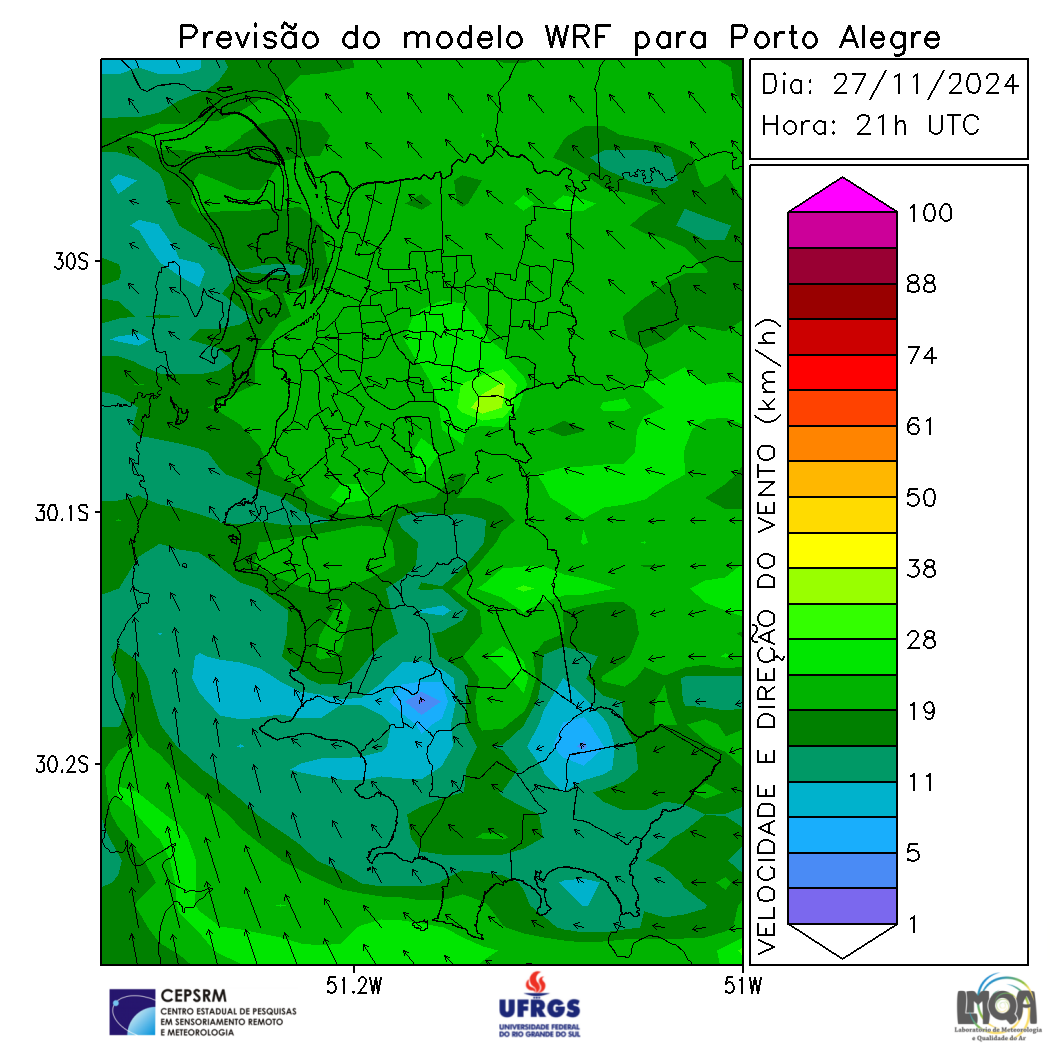 Previsão do modelo WRF para Porto Alegre
Dia: 27/11/2024
Hora: 21h UTC
30S
30.1S
30.2S
51.2W
51W
VELOCIDADE E DIREÇÃO DO VENTO (km/h)
100
88
74
61
50
38
28
19
11
5
1
CEPSRM
CENTRO ESTADUAL DE PESQUISAS
EM SENSORIAMENTO REMOTO
E METEOROLOGIA
UFRGS
UNIVERSIDADE FEDERAL
DO RIO GRANDE DO SUL
LMQA
Laboratório de Meteorologia
e Qualidade do Ar